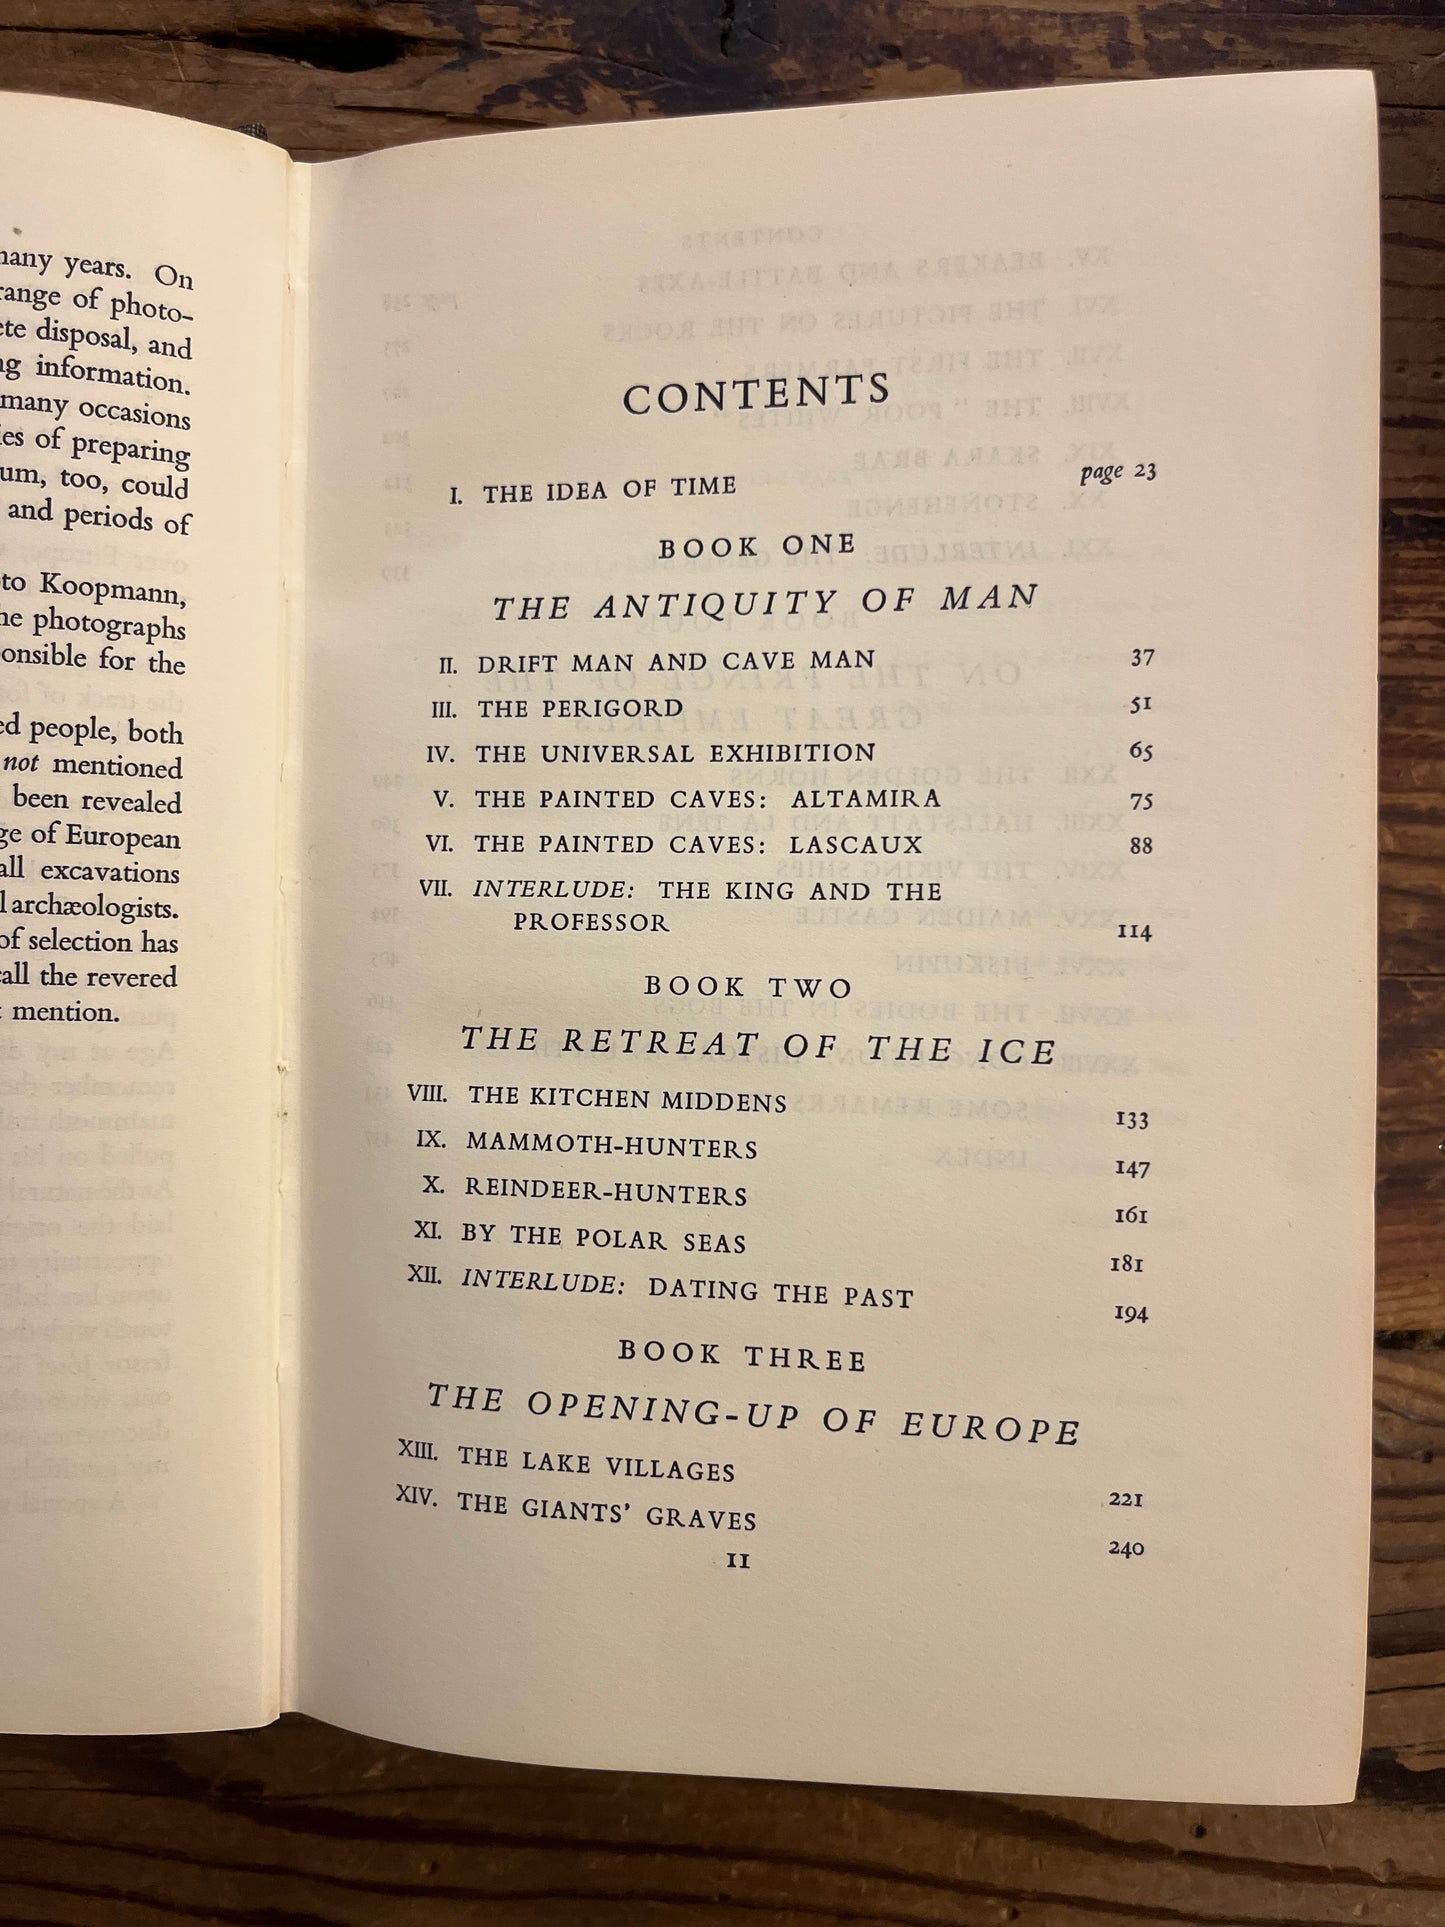 many years. On
range of photo-
ete disposal, and
ng information.
many occasions
ies of preparing
um, too, could
and periods of
to Koopmann,
he photographs
onsible for the
ed people, both
not mentioned
been revealed
ge of European
all excavations
l archæologists.
of selection has
call the revered
t mention.
CONTENTS
I. THE IDEA OF TIME page 23
BOOK ONE
THE ANTIQUITY OF MAN
II. DRIFT MAN AND CAVE MAN 37
III. THE PERIGORD 51
IV. THE UNIVERSAL EXHIBITION 65
V. THE PAINTED CAVES: ALTAMIRA 75
VI. THE PAINTED CAVES: LASCAUX 88
VII. INTERLUDE: THE KING AND THE
PROFESSOR 114
BOOK TWO
THE RETREAT OF THE ICE
VIII. THE KITCHEN MIDDENS 133
IX. MAMMOTH-HUNTERS 147
X. REINDEER-HUNTERS 161
XI. BY THE POLAR SEAS 181
XII. INTERLUDE: DATING THE PAST 194
BOOK THREE
THE OPENING-UP OF EUROPE
XIII. THE LAKE VILLAGES 221
XIV. THE GIANTS' GRAVES 240
11